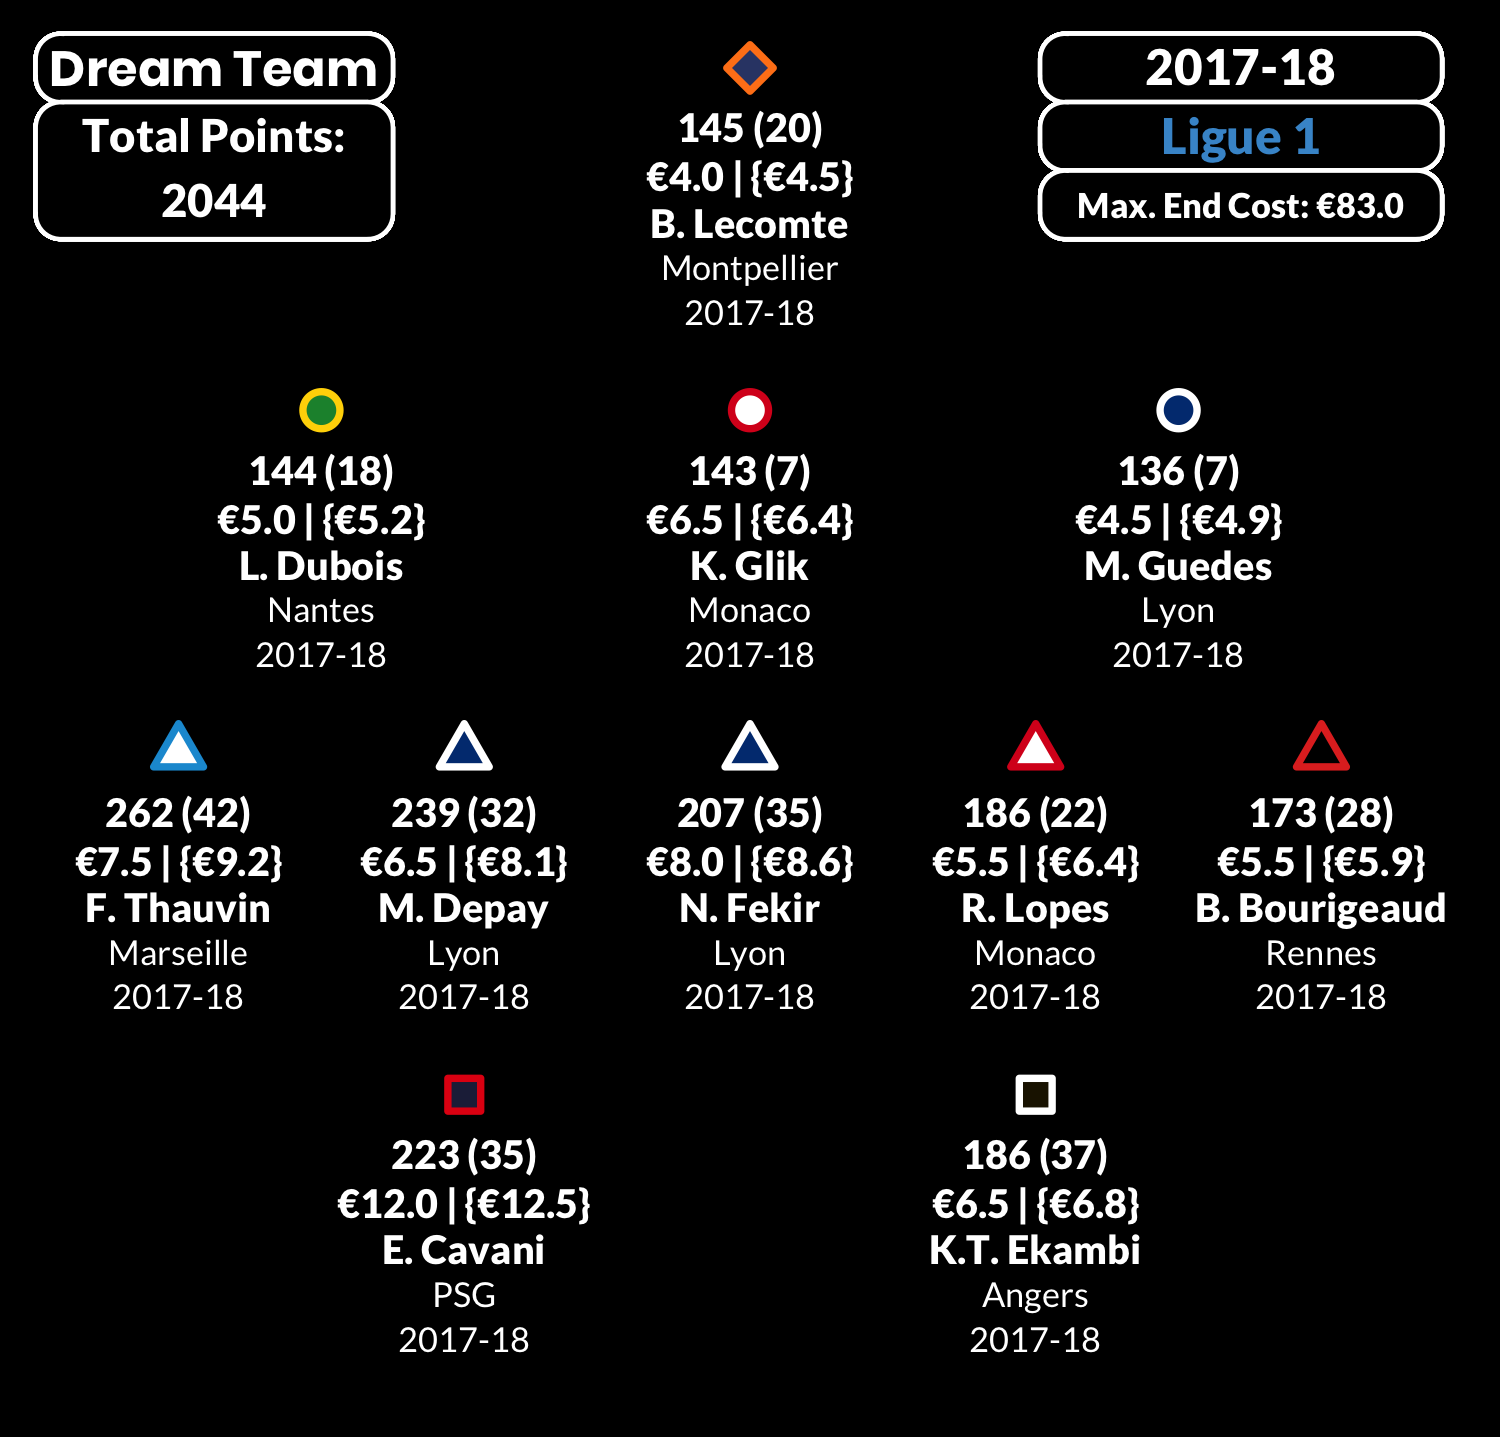 Dream Team
Total Points:
2044
2017-18
Ligue 1
Max. End Cost: €83.0
145 (20)
€4.0 | {€4.5}
B. Lecomte
Montpellier
2017-18
144 (18)
€5.0 | {€5.2}
L. Dubois
Nantes
2017-18
143 (7)
€6.5 | {€6.4}
K. Glik
Monaco
2017-18
136 (7)
€4.5 | {€4.9}
M. Guedes
Lyon
2017-18
262 (42)
€7.5 | {€9.2}
F. Thauvin
Marseille
2017-18
239 (32)
€6.5 | {€8.1}
M. Depay
Lyon
2017-18
207 (35)
€8.0 | {€8.6}
N. Fekir
Lyon
2017-18
186 (22)
€5.5 | {€6.4}
R. Lopes
Monaco
2017-18
173 (28)
€5.5 | {€5.9}
B. Bourigeaud
Rennes
2017-18
223 (35)
€12.0 | {€12.5}
E. Cavani
PSG
2017-18
186 (37)
€6.5 | {€6.8}
K.T. Ekambi
Angers
2017-18